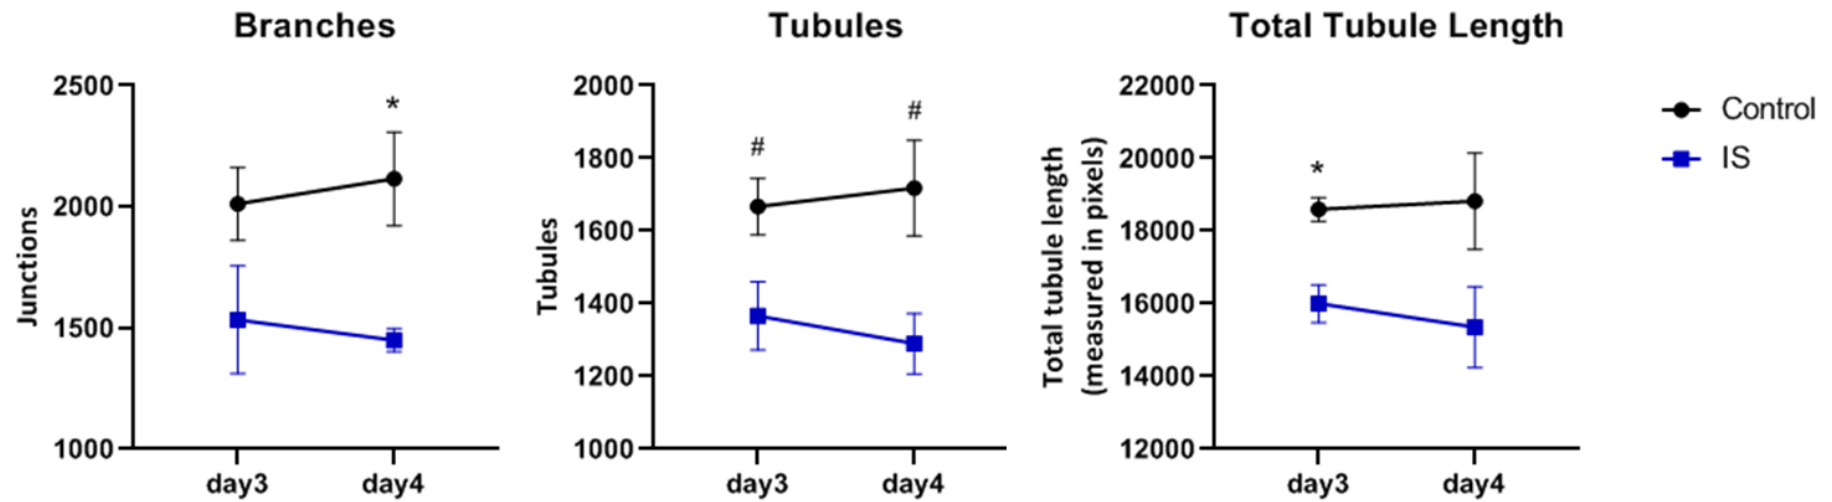 Branches
Junctions
2500
2000
1500
1000
*
day3 day4
Tubules
Tubules
2000
1800
1600
1400
1200
1000
# #
day3 day4
Total Tubule Length
Total tubule length
(measured in pixels)
22000
20000
18000
16000
14000
12000
*
day3 day4
Control
IS